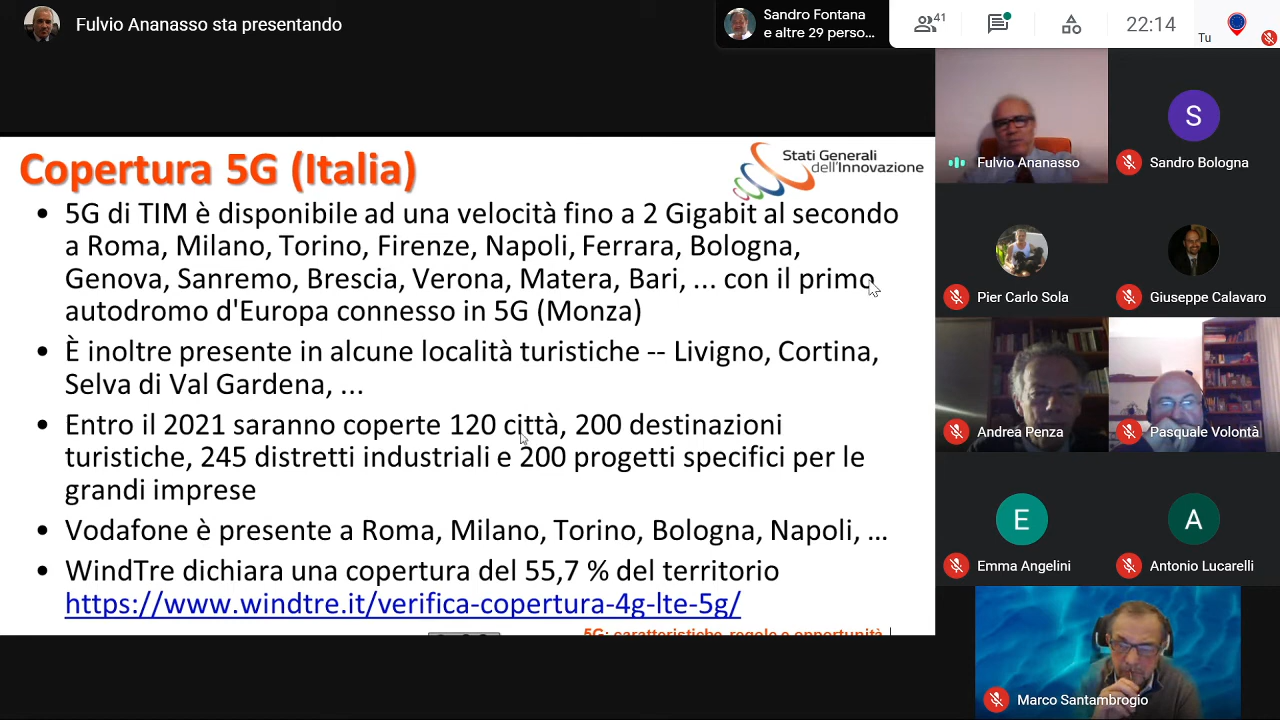 Fulvio Ananasso sta presentando
Sandro Fontana
e altre 29 perso...
41
22:14
Tu
Copertura 5G (Italia)
Stati Generali
dell'Innovazione
• 5G di TIM è disponibile ad una velocità fino a 2 Gigabit al secondo
a Roma, Milano, Torino, Firenze, Napoli, Ferrara, Bologna,
Genova, Sanremo, Brescia, Verona, Matera, Bari, ... con il primo
autodromo d'Europa connesso in 5G (Monza)
• È inoltre presente in alcune località turistiche -- Livigno, Cortina,
Selva di Val Gardena, ...
• Entro il 2021 saranno coperte 120 città, 200 destinazioni
turistiche, 245 distretti industriali e 200 progetti specifici per le
grandi imprese
• Vodafone è presente a Roma, Milano, Torino, Bologna, Napoli, ...
• WindTre dichiara una copertura del 55,7 % del territorio
https://www.windtre.it/verifica-copertura-4g-lte-5g/
5G: caratteristiche, regole e opportunità |
Fulvio Ananasso
S
Sandro Bologna
Pier Carlo Sola
Giuseppe Calavaro
Andrea Penza
Pasquale Volontà
E
Emma Angelini
A
Antonio Lucarelli
Marco Santambrogio